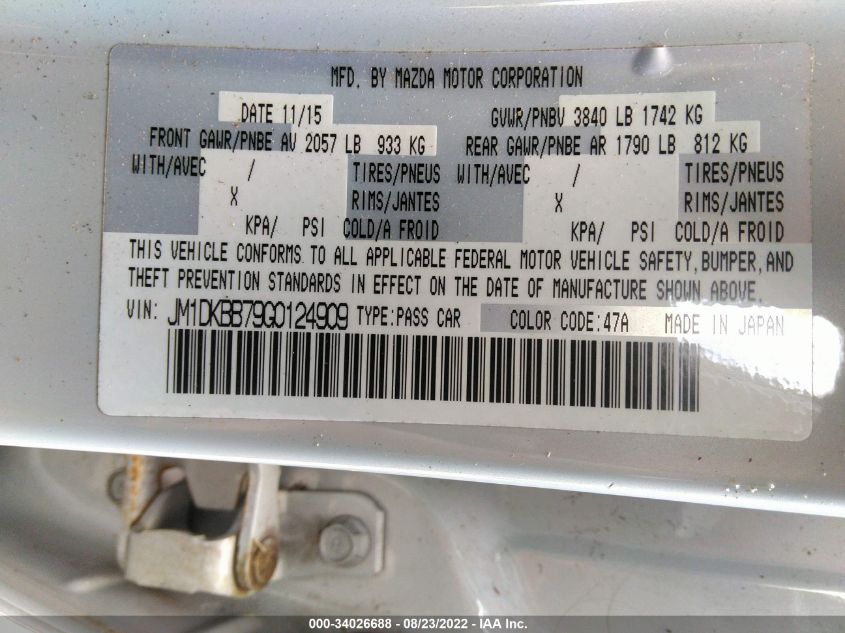 MFD. BY MAZDA MOTOR CORPORATION
DATE 11/15 GVWR/PNBV 3840 LB 1742 KG
FRONT GAWR/PNBE AV 2057 LB 933 KG REAR GAWR/PNBE AR 1790 LB 812 KG
WITH/AVEC / TIRES/PNEUS WITH/AVEC / TIRES/PNEUS
X RIMS/JANTES X RIMS/JANTES
KPA/ PSI COLD/A FROID KPA/ PSI COLD/A FROID
THIS VEHICLE CONFORMS TO ALL APPLICABLE FEDERAL MOTOR VEHICLE SAFETY, BUMPER, AND
THEFT PREVENTION STANDARDS IN EFFECT ON THE DATE OF MANUFACTURE SHOWN ABOVE.
VIN: JM1DKBB79G0124909 TYPE:PASS CAR COLOR CODE:47A MADE IN JAPAN
000-34026688 - 08/23/2022 - IAA Inc.